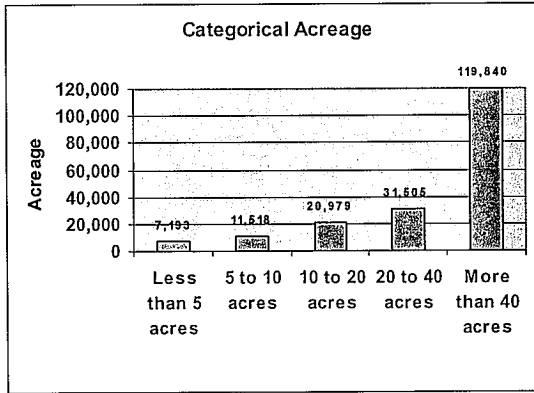 Categorical Acreage
119,840
120,000
100,000
80,000
60,000
40,000
20,000
0
Acreage
7,193
11,518
20,979
31,505
Less than 5 acres
5 to 10 acres
10 to 20 acres
20 to 40 acres
More than 40 acres